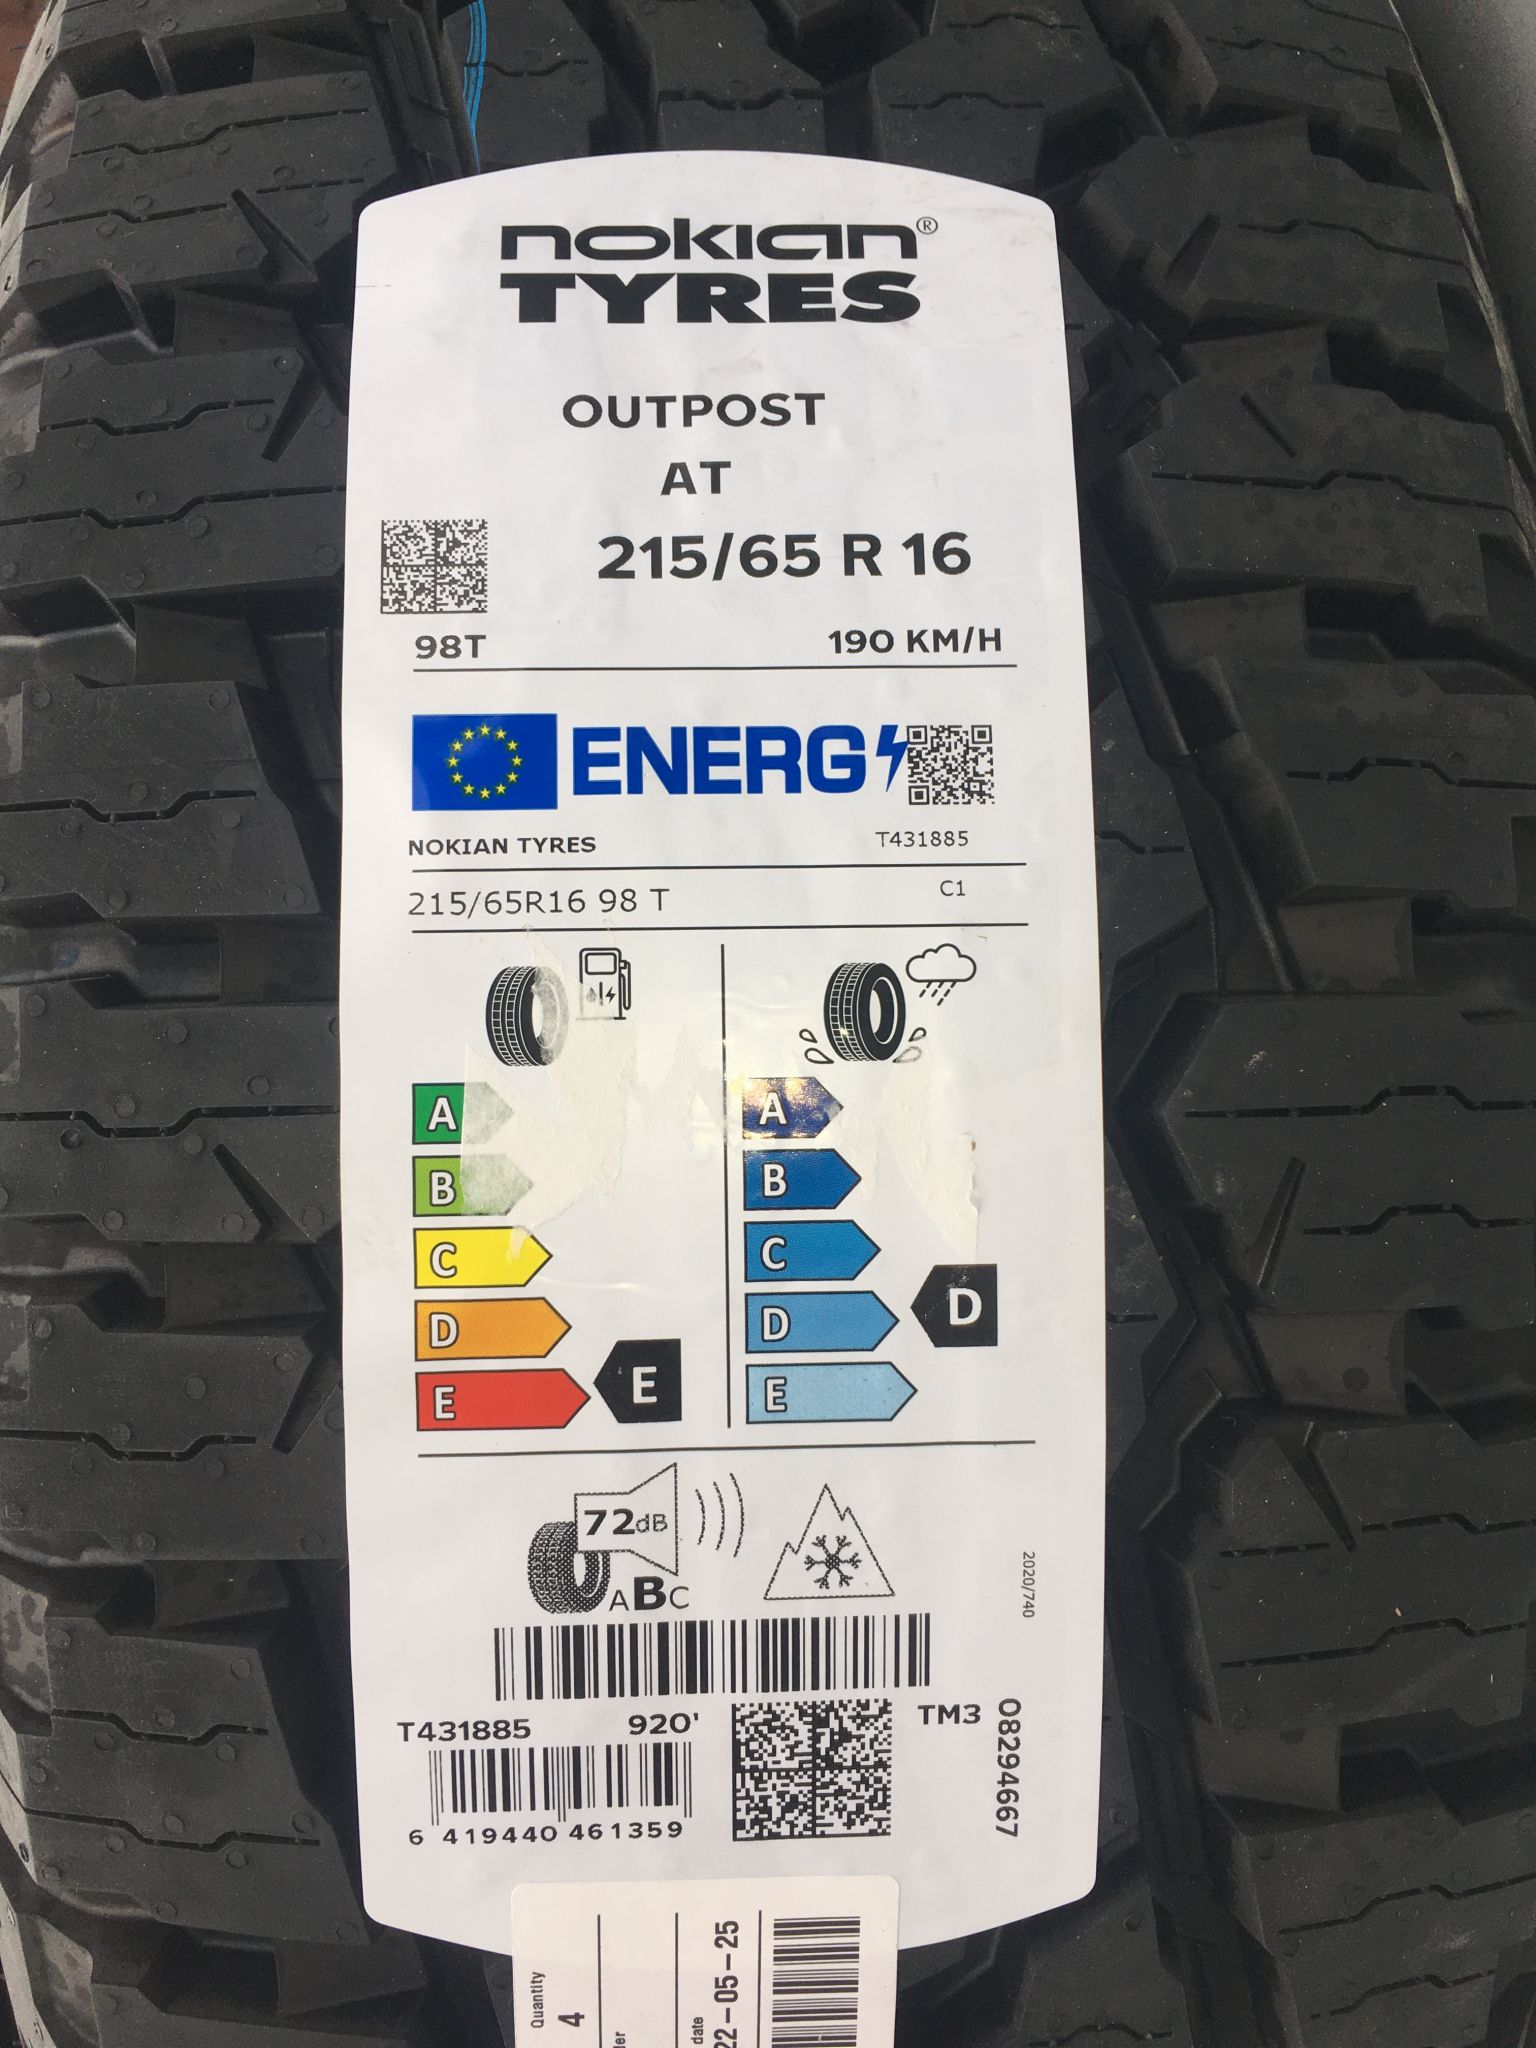 nokian®
TYRES
OUTPOST
AT
215/65 R 16
98T 190 KM/H
ENERG
NOKIAN TYRES T431885
215/65R16 98 T C1
A
B
C
D
E
E
A
B
C
D
E
D
72dB
ABC
2020/740
T431885 920' TM3
08294667
6 419440 461359
Quantity
4
date
22-05-25